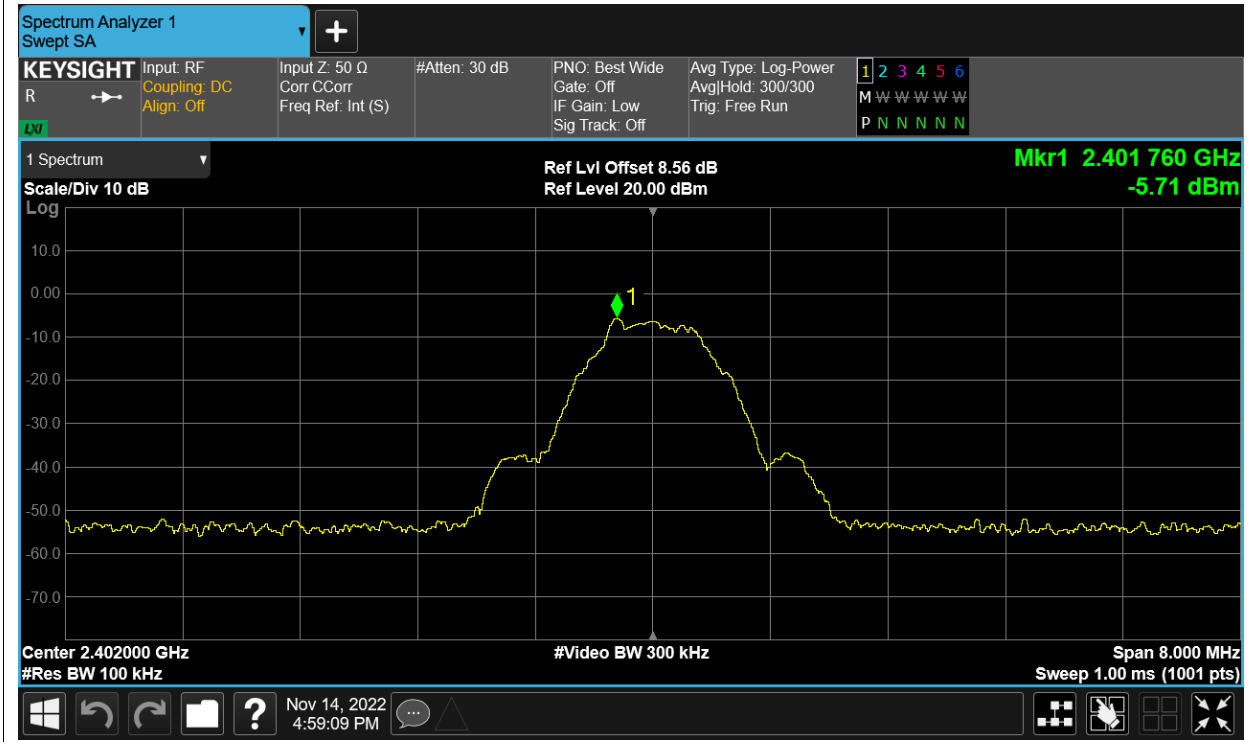 Spectrum Analyzer 1
Swept SA
KEYSIGHT
R
LXI
Input: RF
Coupling: DC
Align: Off
Input Z: 50 Ω
Corr CCorr
Freq Ref: Int (S)
#Atten: 30 dB
PNO: Best Wide
Gate: Off
IF Gain: Low
Sig Track: Off
Avg Type: Log-Power
Avg|Hold: 300/300
Trig: Free Run
1 2 3 4 5 6
M W W W W W
P N N N N N
1 Spectrum
Scale/Div 10 dB
Log
Ref Lvl Offset 8.56 dB
Ref Level 20.00 dBm
Mkr1 2.401 760 GHz
-5.71 dBm
10.0
0.00
-10.0
-20.0
-30.0
-40.0
-50.0
-60.0
-70.0
1
Center 2.402000 GHz
#Res BW 100 kHz
#Video BW 300 kHz
Span 8.000 MHz
Sweep 1.00 ms (1001 pts)
?
Nov 14, 2022
4:59:09 PM